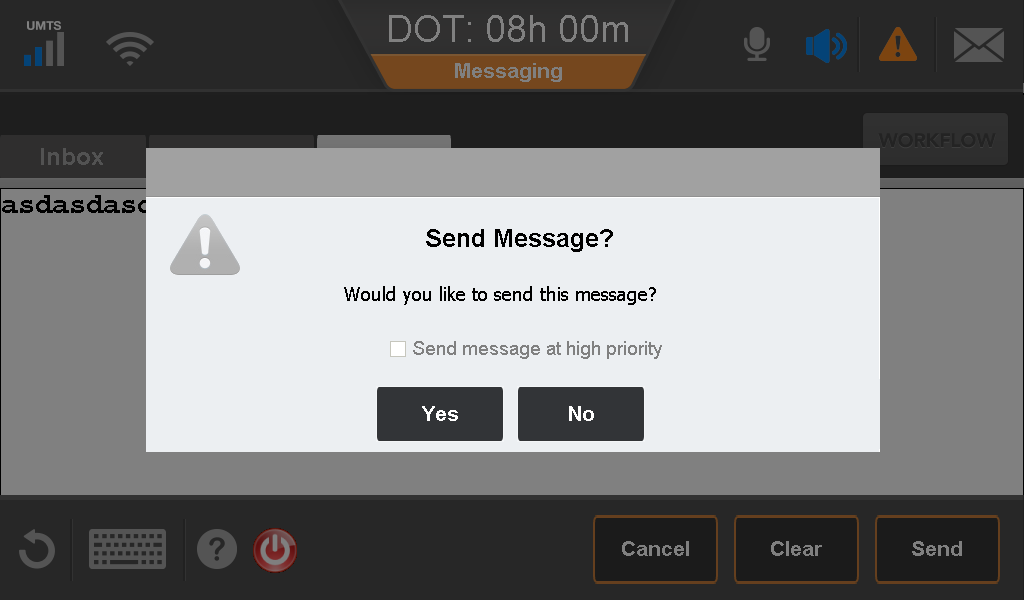 UMTS
DOT: 08h 00m
Messaging
Inbox
WORKFLOW
Send Message?
Would you like to send this message?
Send message at high priority
Yes
No
Cancel
Clear
Send